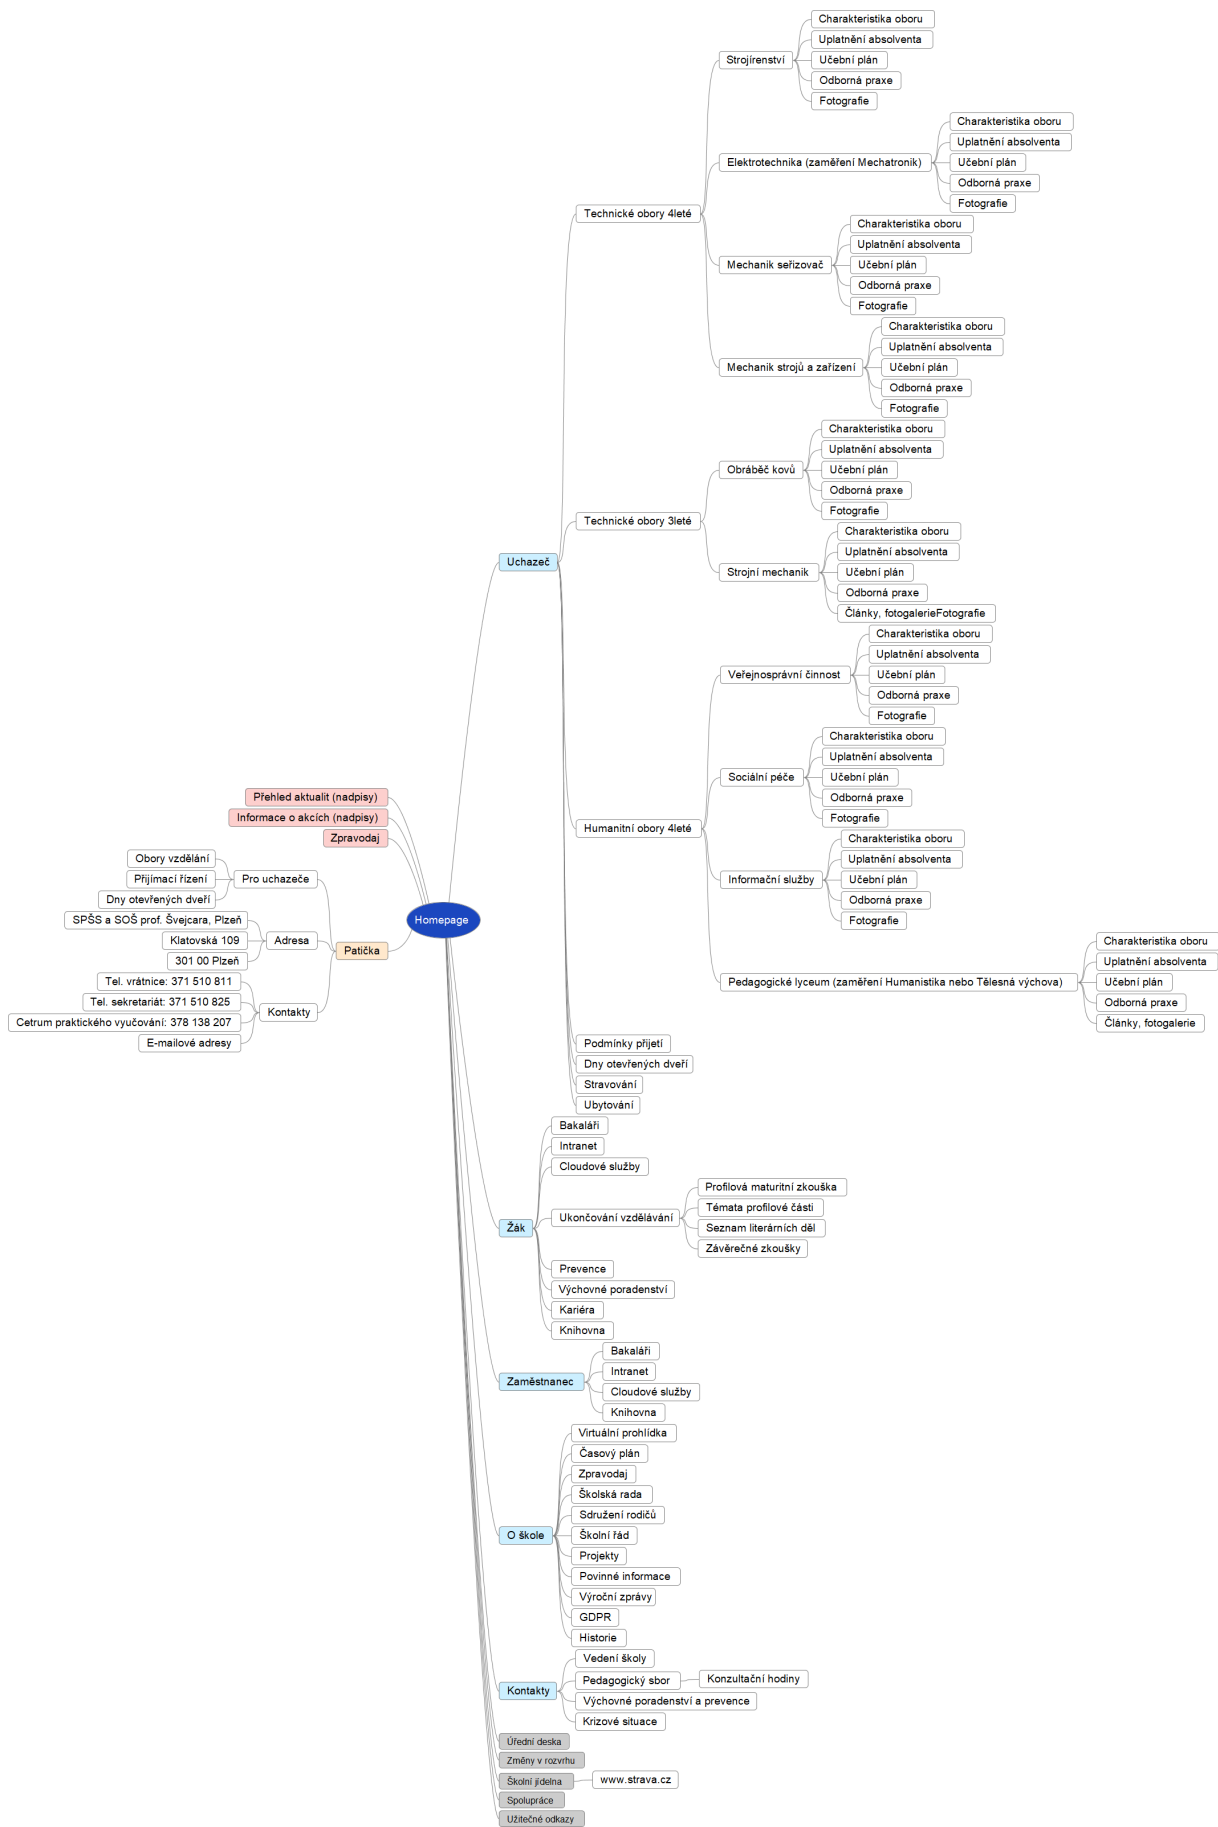 Homepage
Přehled aktualit (nadpisy)
Informace o akcích (nadpisy)
Zpravodaj
Patička
Pro uchazeče
Obory vzdělání
Přijímací řízení
Dny otevřených dveří
Adresa
SPŠS a SOŠ prof. Švejcara, Plzeň
Klatovská 109
301 00 Plzeň
Kontakty
Tel. vrátnice: 371 510 811
Tel. sekretariát: 371 510 825
Cetrum praktického vyučování: 378 138 207
E-mailové adresy
Uchazeč
Technické obory 4leté
Strojírenství
Charakteristika oboru
Uplatnění absolventa
Učební plán
Odborná praxe
Fotografie
Elektrotechnika (zaměření Mechatronik)
Charakteristika oboru
Uplatnění absolventa
Učební plán
Odborná praxe
Fotografie
Mechanik seřizovač
Charakteristika oboru
Uplatnění absolventa
Učební plán
Odborná praxe
Fotografie
Mechanik strojů a zařízení
Charakteristika oboru
Uplatnění absolventa
Učební plán
Odborná praxe
Fotografie
Technické obory 3leté
Obráběč kovů
Charakteristika oboru
Uplatnění absolventa
Učební plán
Odborná praxe
Fotografie
Strojní mechanik
Charakteristika oboru
Uplatnění absolventa
Učební plán
Odborná praxe
Články, fotogalerieFotografie
Humanitní obory 4leté
Veřejnosprávní činnost
Charakteristika oboru
Uplatnění absolventa
Učební plán
Odborná praxe
Fotografie
Sociální péče
Charakteristika oboru
Uplatnění absolventa
Učební plán
Odborná praxe
Fotografie
Informační služby
Charakteristika oboru
Uplatnění absolventa
Učební plán
Odborná praxe
Fotografie
Pedagogické lyceum (zaměření Humanistika nebo Tělesná výchova)
Charakteristika oboru
Uplatnění absolventa
Učební plán
Odborná praxe
Články, fotogalerie
Podmínky přijetí
Dny otevřených dveří
Stravování
Ubytování
Žák
Bakaláři
Intranet
Cloudové služby
Ukončování vzdělávání
Profilová maturitní zkouška
Témata profilové části
Seznam literárních děl
Závěrečné zkoušky
Prevence
Výchovné poradenství
Kariéra
Knihovna
Zaměstnanec
Bakaláři
Intranet
Cloudové služby
Knihovna
O škole
Virtuální prohlídka
Časový plán
Zpravodaj
Školská rada
Sdružení rodičů
Školní řád
Projekty
Povinné informace
Výroční zprávy
GDPR
Historie
Kontakty
Vedení školy
Pedagogický sbor
Konzultační hodiny
Výchovné poradenství a prevence
Krizové situace
Úřední deska
Změny v rozvrhu
Školní jídelna
www.strava.cz
Spolupráce
Užitečné odkazy